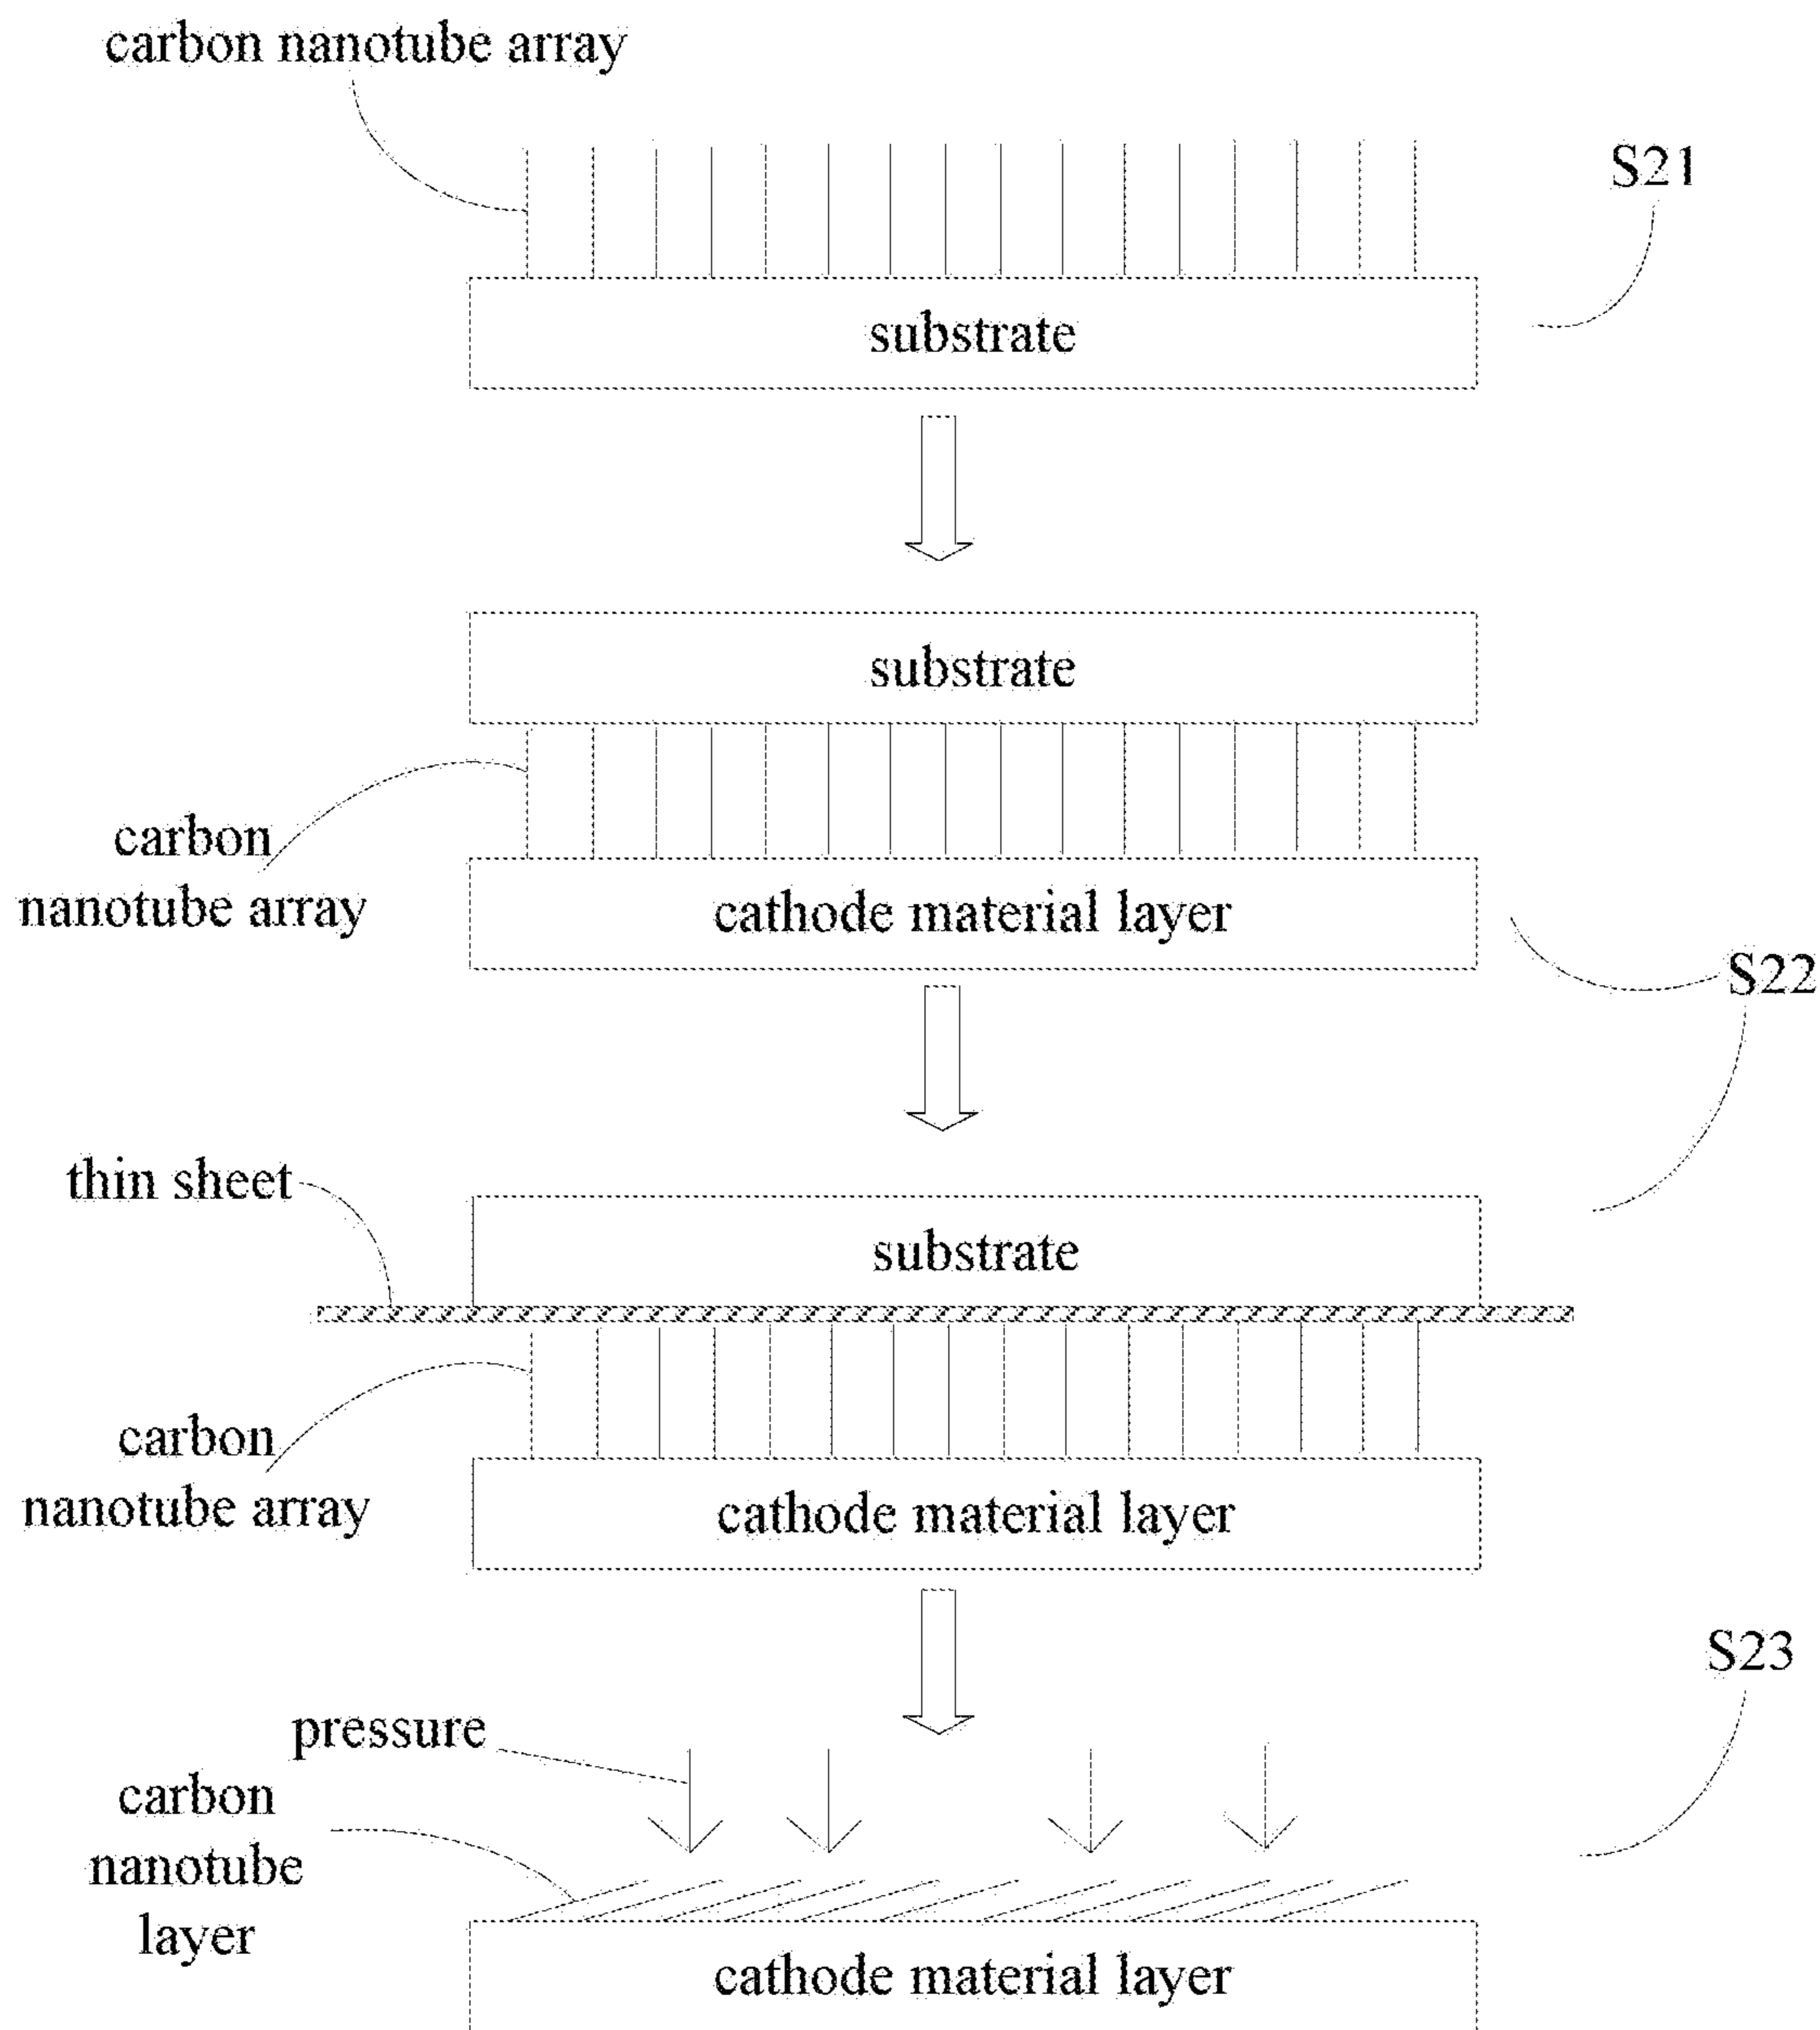 carbon nanotube array
S21
substrate
substrate
carbon
nanotube array
cathode material layer
S22
thin sheet
substrate
carbon
nanotube array
cathode material layer
S23
pressure
carbon
nanotube
layer
cathode material layer